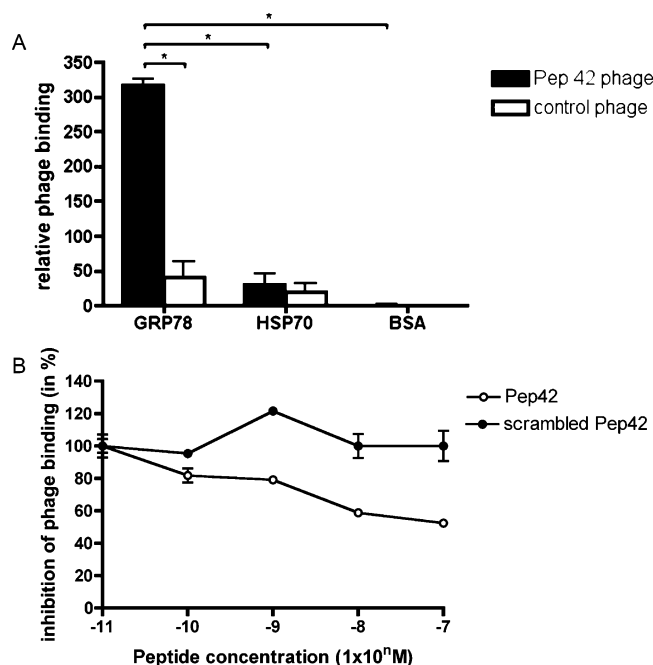 A
*
*
*
relative phage binding
350
300
250
200
150
100
50
0
GRP78 HSP70 BSA
Pep 42 phage
control phage
B
inhibition of phage binding (in %)
140
120
100
80
60
40
20
0
-11 -10 -9 -8 -7
Peptide concentration (1x10ⁿM)
Pep42
scrambled Pep42